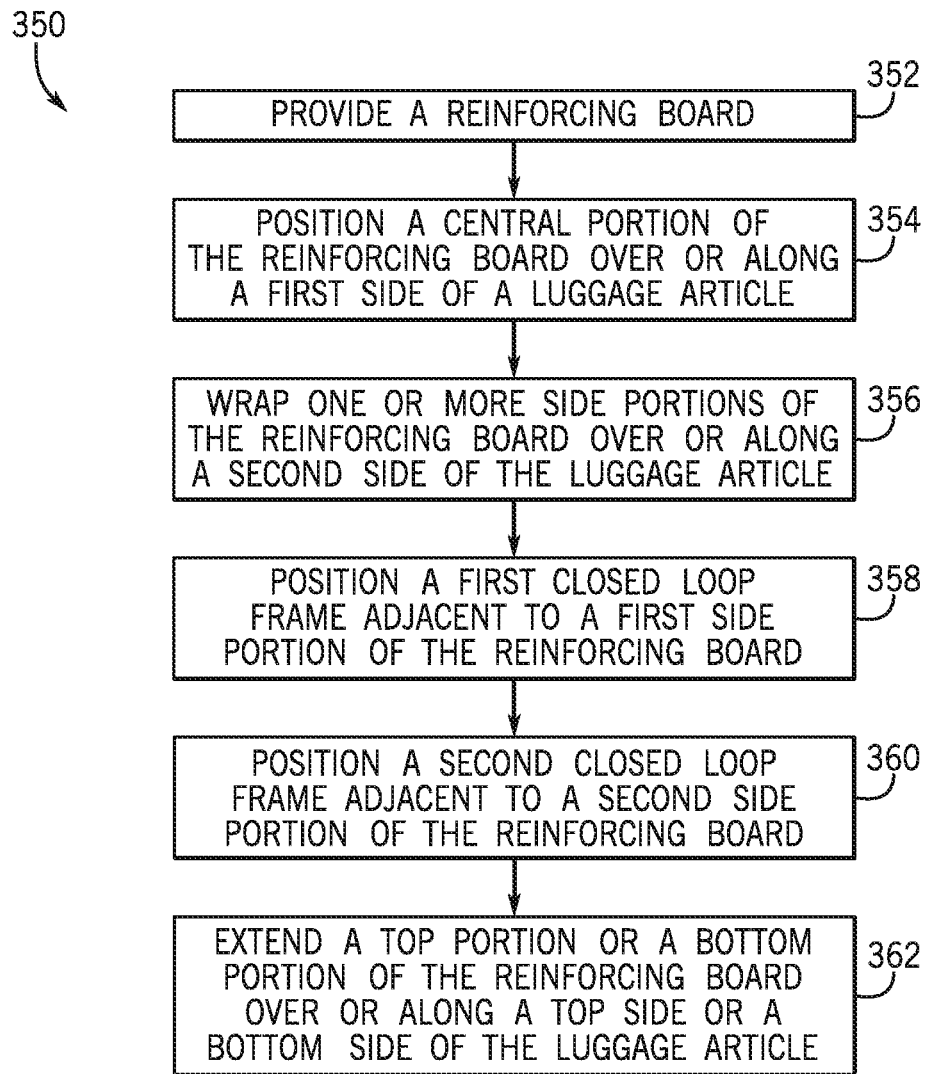 350
PROVIDE A REINFORCING BOARD
352
POSITION A CENTRAL PORTION OF
THE REINFORCING BOARD OVER OR ALONG
A FIRST SIDE OF A LUGGAGE ARTICLE
354
WRAP ONE OR MORE SIDE PORTIONS OF
THE REINFORCING BOARD OVER OR ALONG
A SECOND SIDE OF THE LUGGAGE ARTICLE
356
POSITION A FIRST CLOSED LOOP
FRAME ADJACENT TO A FIRST SIDE
PORTION OF THE REINFORCING BOARD
358
POSITION A SECOND CLOSED LOOP
FRAME ADJACENT TO A SECOND SIDE
PORTION OF THE REINFORCING BOARD
360
EXTEND A TOP PORTION OR A BOTTOM
PORTION OF THE REINFORCING BOARD
OVER OR ALONG A TOP SIDE OR A
BOTTOM SIDE OF THE LUGGAGE ARTICLE
362